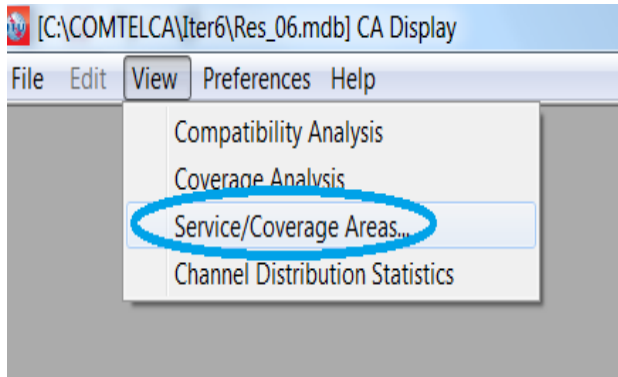 [C:\COMTELCA\Iter6\Res_06.mdb] CA Display
File Edit View Preferences Help
Compatibility Analysis
Coverage Analysis
Service/Coverage Areas...
Channel Distribution Statistics